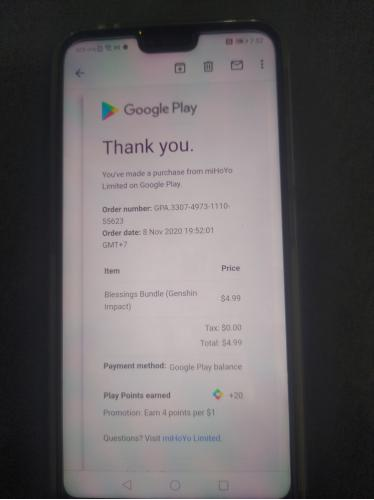 7:52
Google Play
Thank you.
You've made a purchase from miHoYo
Limited on Google Play.
Order number: GPA.3307-4973-1110-
55623
Order date: 8 Nov 2020 19:52:01
GMT+7
Item Price
Blessings Bundle (Genshin
Impact) $4.99
Tax: $0.00
Total: $4.99
Payment method: Google Play balance
Play Points earned +20
Promotion: Earn 4 points per $1
Questions? Visit miHoYo Limited.